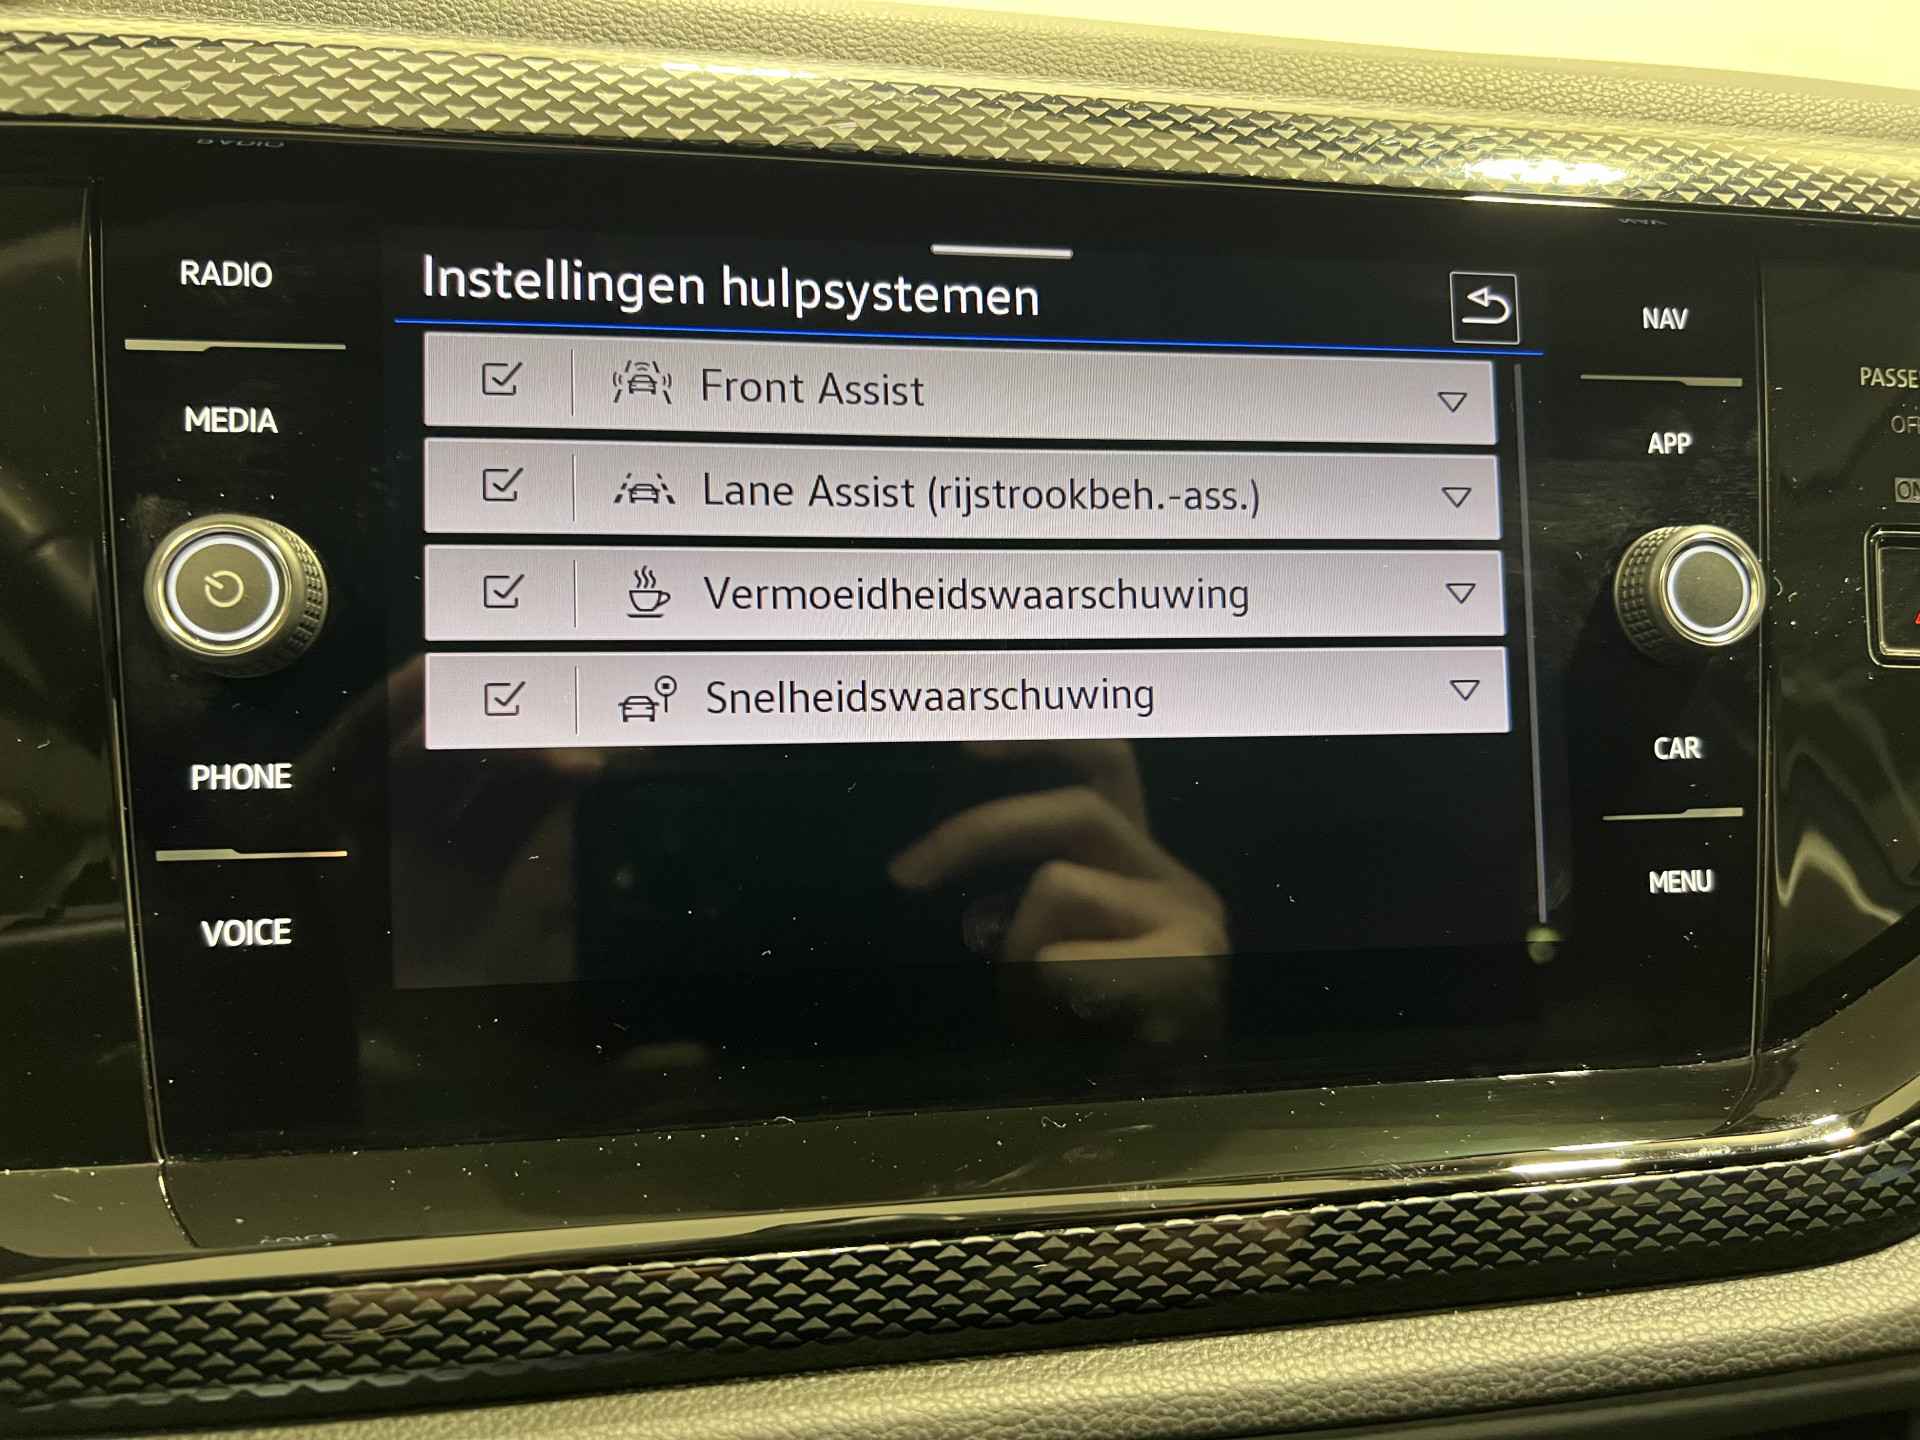 Instellingen hulpsystemen
Front Assist
Lane Assist (rijstrookbeh.-ass.)
Vermoeidheidswaarschuwing
Snelheidswaarschuwing
RADIO
MEDIA
PHONE
VOICE
NAV
APP
CAR
MENU